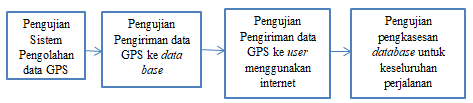 Pengujian
Sistem
Pengolahan
data GPS
Pengujian
Pengiriman data
GPS ke data
base
Pengujian
Pengiriman data
GPS ke user
menggunakan
internet
Pengujian
pengkasesan
database untuk
keseluruhan
perjalanan